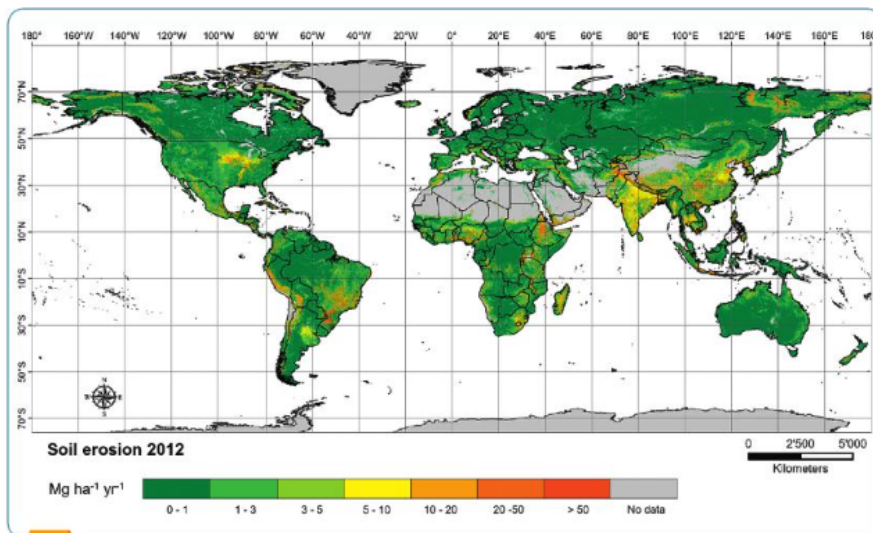 180° 160°W 140°W 120°W 100°W 80°W 60°W 40°W 20°W 0° 20°E 40°E 60°E 80°E 100°E 120°E 140°E 160°E 180
70°N
50°N
30°N
10°N
10°S
30°S
50°S
70°S
N
S
Soil erosion 2012
0 2'500 5'000
Kilometers
Mg ha⁻¹ yr⁻¹
0 - 1 1 - 3 3 - 5 5 - 10 10 - 20 20 -50 > 50 No data